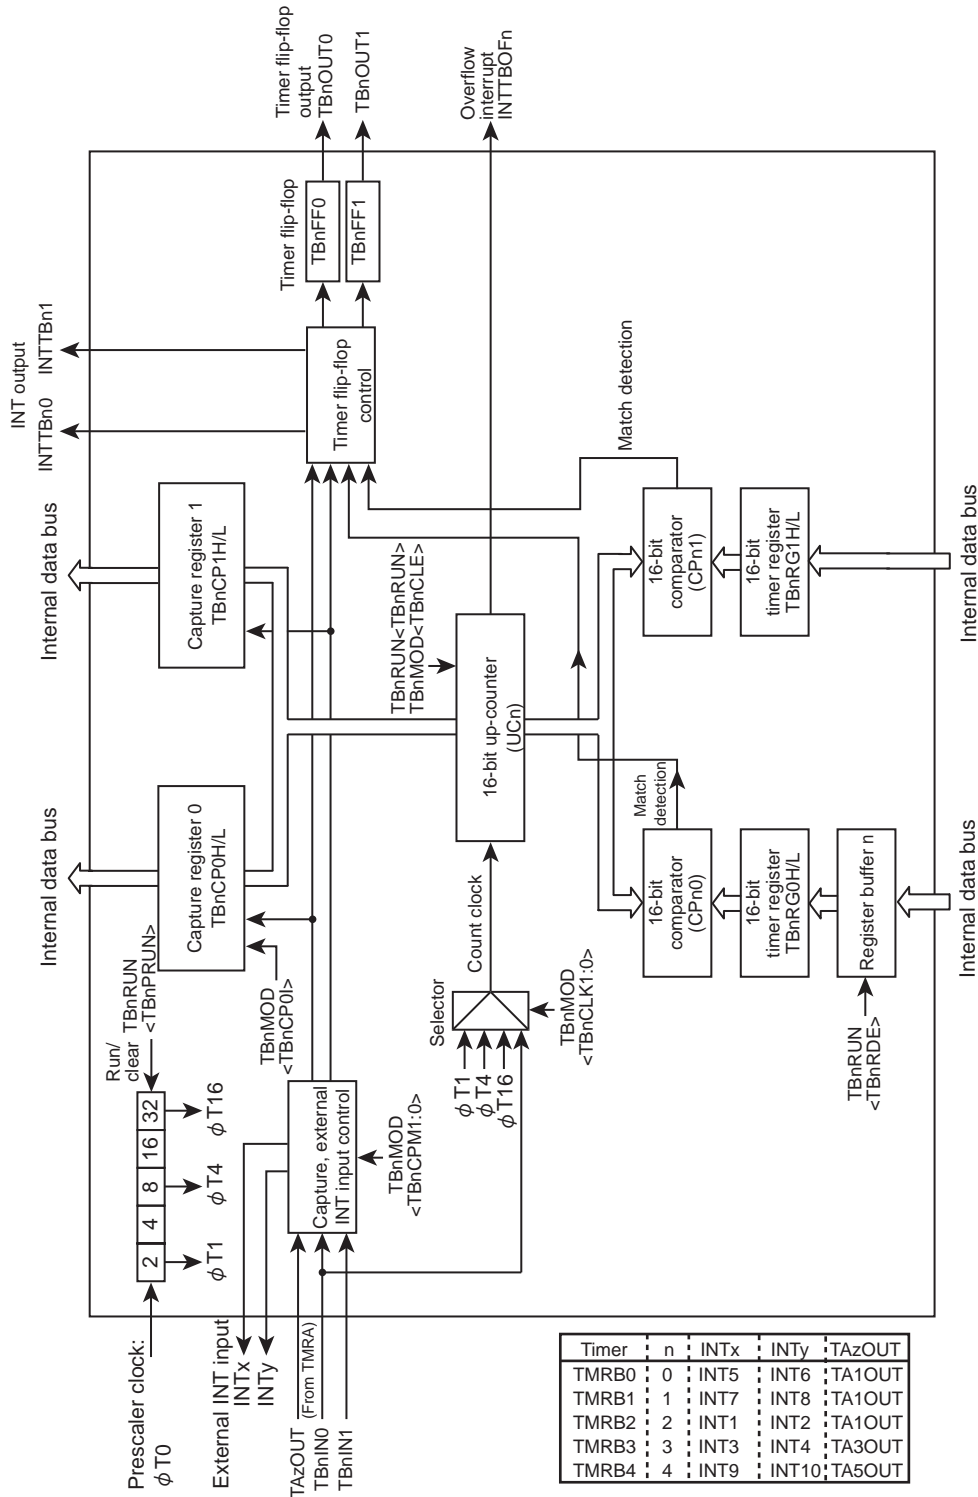 Prescaler clock:
ϕT0
2
4
8
16
32
Run/
clear
TBnRUN
<TBnPRUN>
ϕT1
ϕT4
ϕT16
External INT input
INTx
INTy
TAzOUT
(From TMRA)
TBnIN0
TBnIN1
Capture, external
INT input control
TBnMOD
<TBnCPM1:0>
TBnMOD
<TBnCP0I>
Internal data bus
Capture register 0
TBnCP0H/L
Internal data bus
Capture register 1
TBnCP1H/L
INT output
INTTBn0
INTTBn1
Timer flip-flop
control
Timer flip-flop
TBnFF0
TBnFF1
Timer flip-flop
output
TBnOUT0
TBnOUT1
Overflow
interrupt
INTTBOFn
Selector
ϕT1
ϕT4
ϕT16
TBnMOD
<TBnCLK1:0>
Count clock
16-bit up-counter
(UCn)
TBnRUN<TBnRUN>
TBnMOD<TBnCLE>
Match
detection
Match detection
16-bit
comparator
(CPn0)
16-bit
timer register
TBnRG0H/L
Register buffer n
TBnRUN
<TBnRDE>
Internal data bus
16-bit
comparator
(CPn1)
16-bit
timer register
TBnRG1H/L
Internal data bus
Timer n INTx INTy TAzOUT
TMRB0 0 INT5 INT6 TA1OUT
TMRB1 1 INT7 INT8 TA1OUT
TMRB2 2 INT1 INT2 TA1OUT
TMRB3 3 INT3 INT4 TA3OUT
TMRB4 4 INT9 INT10 TA5OUT